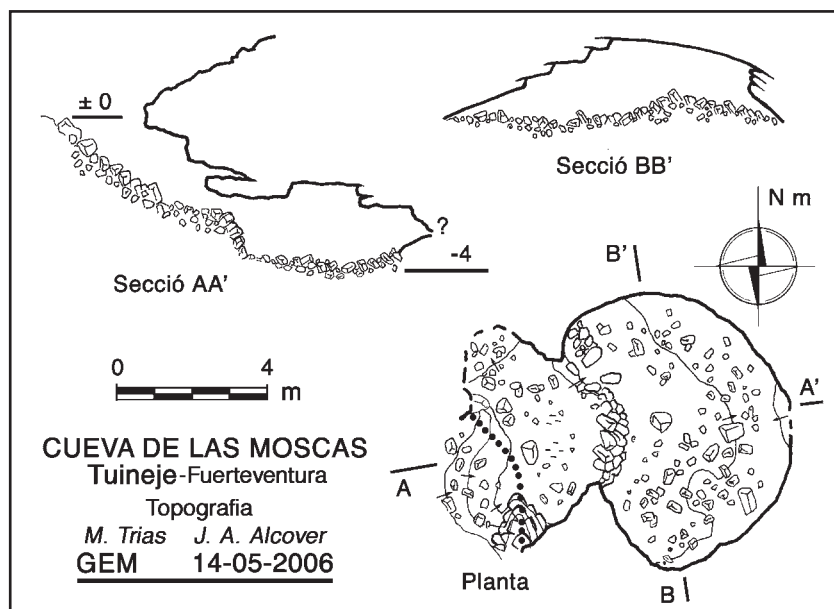 ± 0
Secció BB'
?
-4
Secció AA'
N m
B'
A'
0 4
m
CUEVA DE LAS MOSCAS
Tuineje-Fuerteventura
Topografia
M. Trias J. A. Alcover
GEM 14-05-2006
A
Planta
B